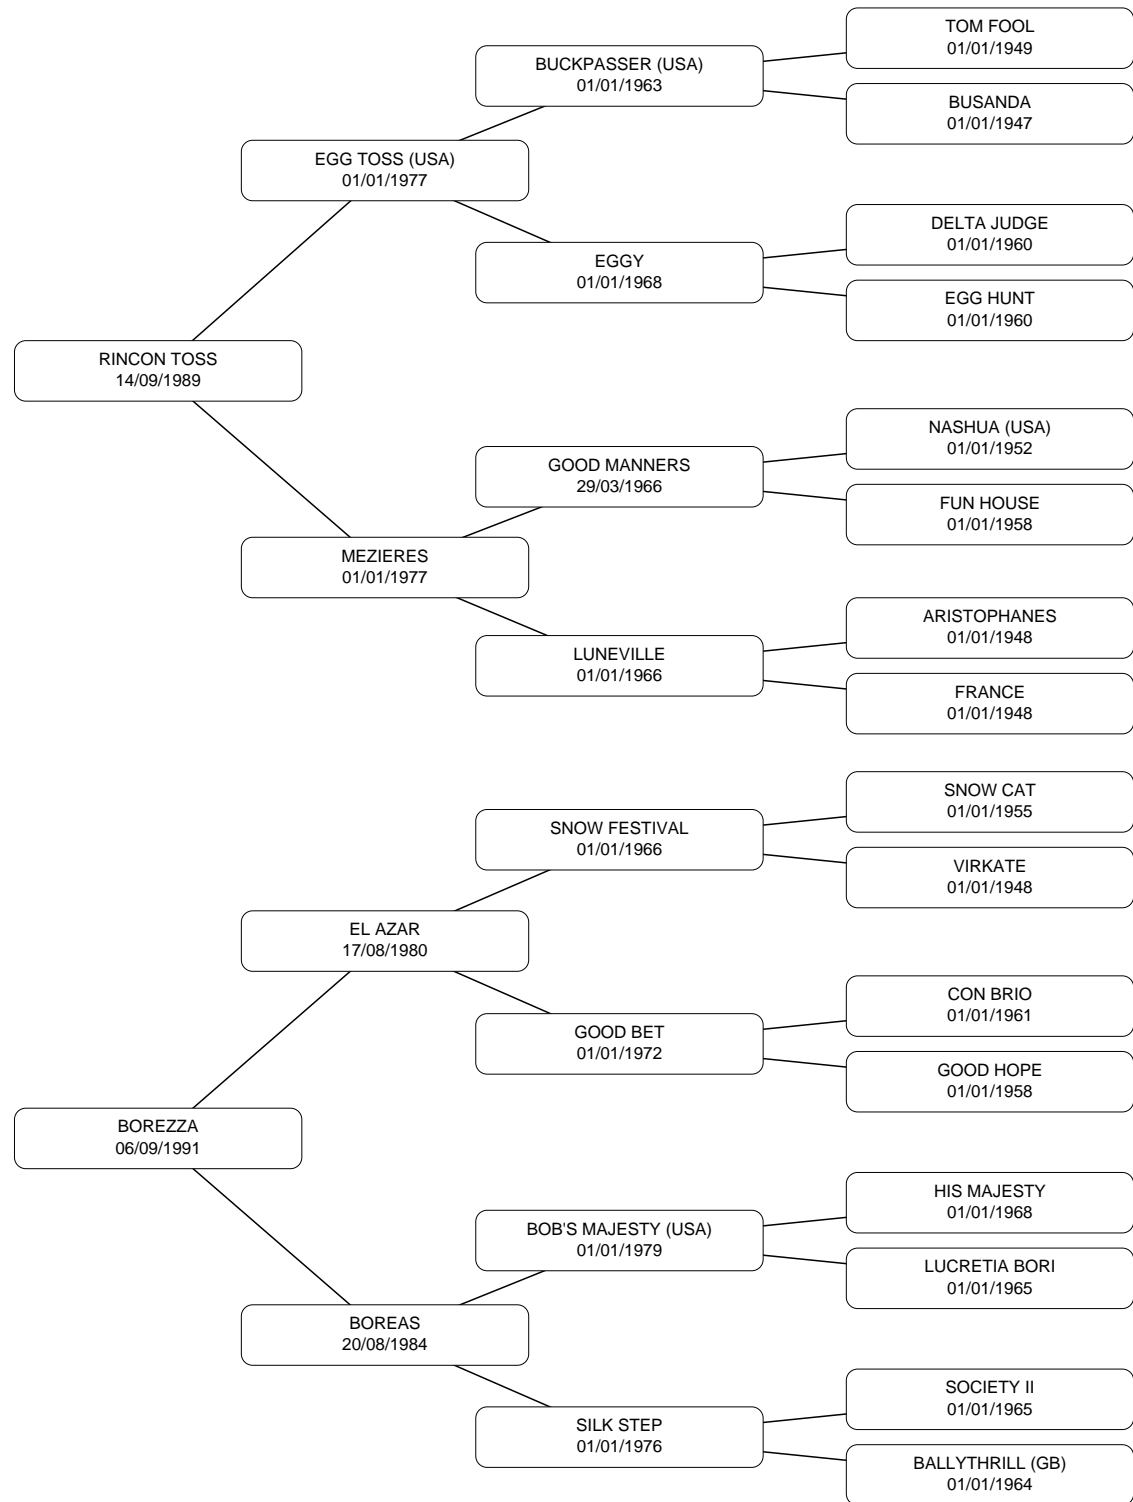 TOM FOOL
01/01/1949
BUCKPASSER (USA)
01/01/1963
BUSANDA
01/01/1947
EGG TOSS (USA)
01/01/1977
DELTA JUDGE
01/01/1960
EGGY
01/01/1968
EGG HUNT
01/01/1960
RINCON TOSS
14/09/1989
NASHUA (USA)
01/01/1952
GOOD MANNERS
29/03/1966
FUN HOUSE
01/01/1958
MEZIERES
01/01/1977
ARISTOPHANES
01/01/1948
LUNEVILLE
01/01/1966
FRANCE
01/01/1948
SNOW CAT
01/01/1955
SNOW FESTIVAL
01/01/1966
VIRKATE
01/01/1948
EL AZAR
17/08/1980
CON BRIO
01/01/1961
GOOD BET
01/01/1972
GOOD HOPE
01/01/1958
BOREZZA
06/09/1991
HIS MAJESTY
01/01/1968
BOB'S MAJESTY (USA)
01/01/1979
LUCRETIA BORI
01/01/1965
BOREAS
20/08/1984
SOCIETY II
01/01/1965
SILK STEP
01/01/1976
BALLYTHRILL (GB)
01/01/1964